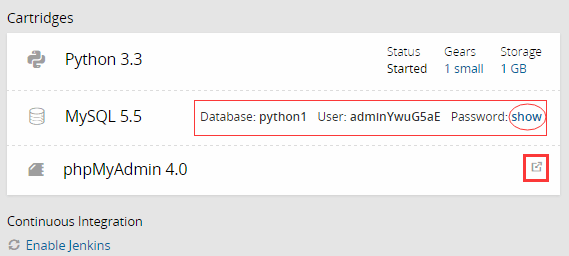 Cartridges
Python 3.3
Status Gears Storage
Started 1 small 1 GB
MySQL 5.5 Database: python1 User: adminYwuG5aE Password: show
phpMyAdmin 4.0
Continuous Integration
Enable Jenkins